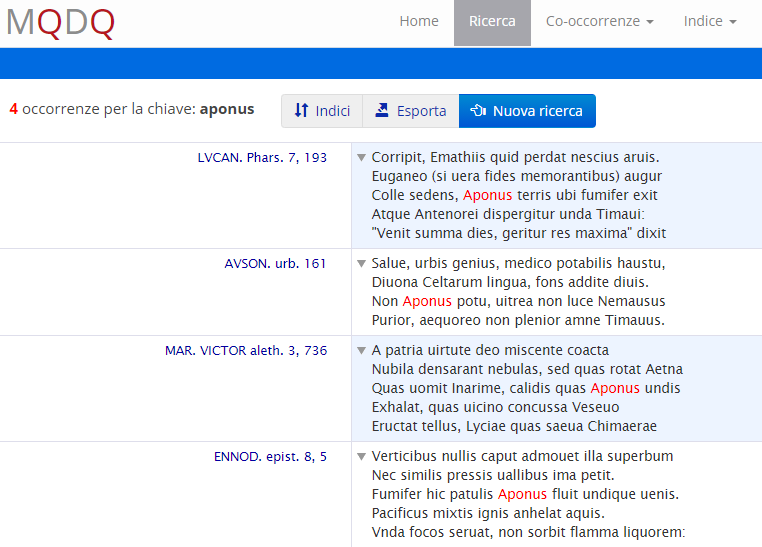 MQDQ
Home Ricerca Co-occorrenze Indice
4 occorrenze per la chiave: aponus Indici Esporta Nuova ricerca
LVCAN. Phars. 7, 193
Corripit, Emathiis quid perdat nescius aruis.
Euganeo (si uera fides memorantibus) augur
Colle sedens, Aponus terris ubi fumifer exit
Atque Antenorei dispergitur unda Timaui:
"Venit summa dies, geritur res maxima" dixit
AVSON. urb. 161
Salue, urbis genius, medico potabilis haustu,
Diuona Celtarum lingua, fons addite diuis.
Non Aponus potu, uitrea non luce Nemausus
Purior, aequoreo non plenior amne Timauus.
MAR. VICTOR aleth. 3, 736
A patria uirtute deo miscente coacta
Nubila densarant nebulas, sed quas rotat Aetna
Quas uomit Inarime, calidis quas Aponus undis
Exhalat, quas uicino concussa Veseuo
Eructat tellus, Lyciae quas saeua Chimaerae
ENNOD. epist. 8, 5
Verticibus nullis caput admouet illa superbum
Nec similis pressis uallibus ima petit.
Fumifer hic patulis Aponus fluit undique uenis.
Pacificus mixtis ignis anhelat aquis.
Vnda focos seruat, non sorbit flamma liquorem: